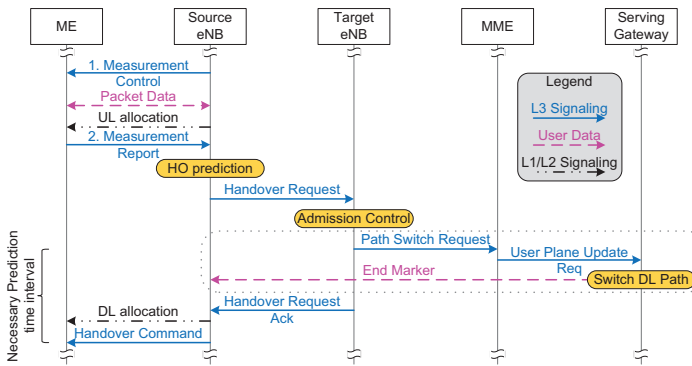 ME
Source
eNB
Target
eNB
MME
Serving
Gateway
Legend
L3 Signaling
User Data
L1/L2 Signaling
1. Measurement
Control
Packet Data
UL allocation
2. Measurement
Report
HO prediction
Handover Request
Admission Control
Path Switch Request
User Plane Update
Req
End Marker
Switch DL Path
Handover Request
Ack
DL allocation
Handover Command
Necessary Prediction
time interval